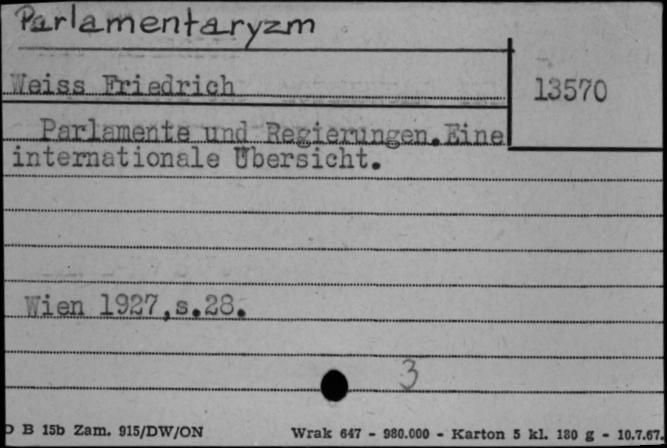 Parlamentaryzm
Weiss Friedrich
13570
Parlamente und Regierungen.Eine
internationale Übersicht.
Wien 1927,s.28.
3
D B 15b Zam. 915/DW/ON Wrak 647 - 980.000 - Karton 5 kl. 180 g - 10.7.67.